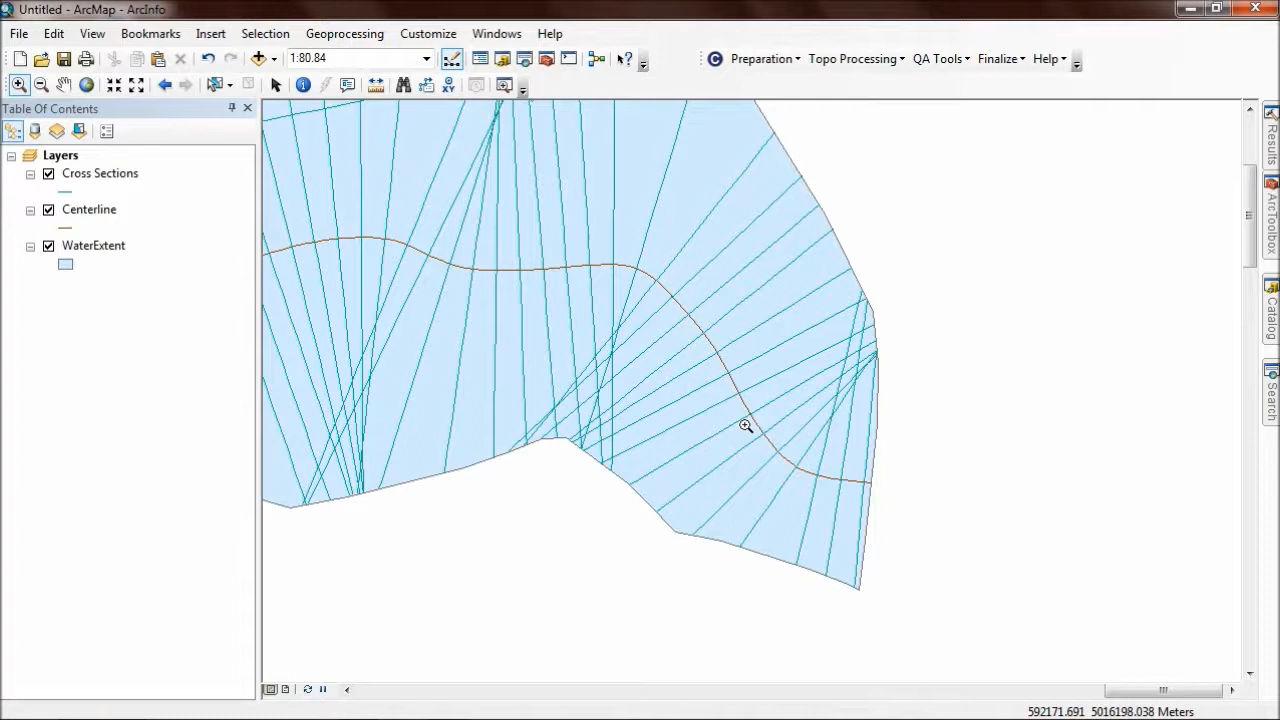 Untitled - ArcMap - ArcInfo
File Edit View Bookmarks Insert Selection Geoprocessing Customize Windows Help
1:80.84
Preparation Topo Processing QA Tools Finalize Help
Table Of Contents
Layers
Cross Sections
Centerline
WaterExtent
Results
ArcToolbox
Catalog
Search
592171.691 5016198.038 Meters